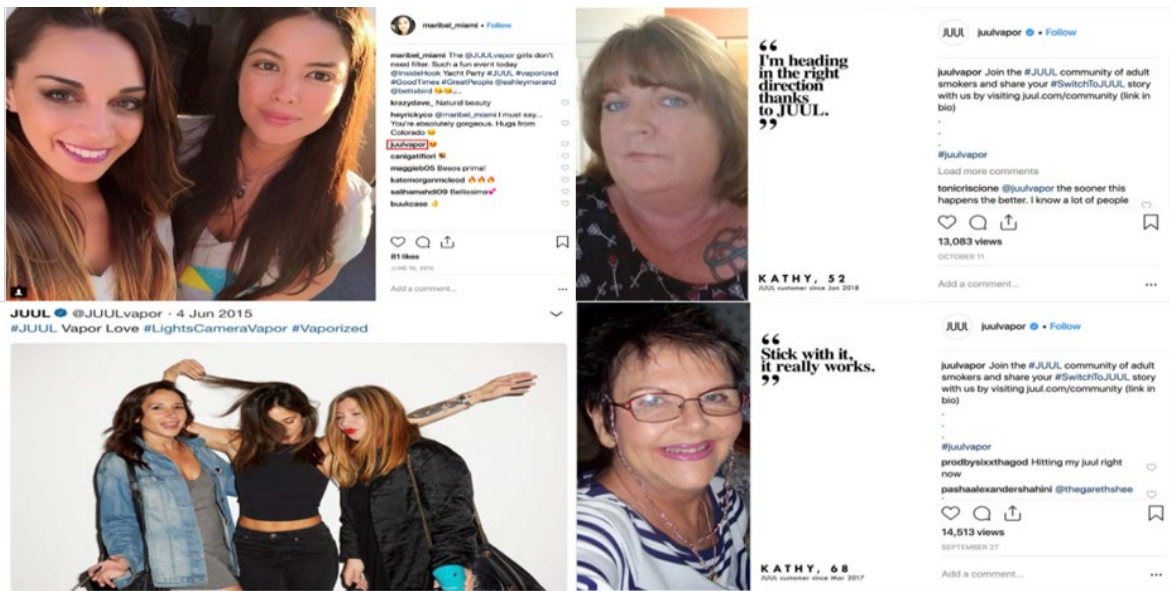 maribel_miami • Follow
maribel_miami The @JUULvapor girls don't
need filter. Such a fun event today
@InsideHook Yacht Party #JUUL #vaporized
#GoodTimes #GreatPeople @ashleymarand
@bettabird 😘😘
krazydave_ Natural beauty
heyrickyco @maribel_miami I must say...
You're absolutely gorgeous. Hugs from
Colorado
juulvapor 😍
canigatifiori
maggieb05 Besos prima!
katemorganmcleod 🔥🔥🔥
salihamahdi09 Bellissima💕
buukcase 👌
81 likes
JUNE 16, 2015
Add a comment...
JUUL @JUULvapor · 4 Jun 2015
#JUUL Vapor Love #LightsCameraVapor #Vaporized
“
I'm heading
in the right
direction
thanks
to JUUL.
”
KATHY, 52
JUUL customer since Jan 2018
JUUL juulvapor • Follow
juulvapor Join the #JUUL community of adult
smokers and share your #SwitchToJUUL story
with us by visiting juul.com/community (link in
bio)
.
.
.
#juulvapor
Load more comments
toniricscione @juulvapor the sooner this
happens the better. I know a lot of people
13,083 views
OCTOBER 11
Add a comment...
“
Stick with it,
it really works.
”
KATHY, 68
JUUL customer since Mar 2017
JUUL juulvapor • Follow
juulvapor Join the #JUUL community of adult
smokers and share your #SwitchToJUUL story
with us by visiting juul.com/community (link in
bio)
.
.
.
#juulvapor
prodbysixxthagod Hitting my juul right
now
pashaalexandershahini @thegarethshee
14,513 views
SEPTEMBER 27
Add a comment...